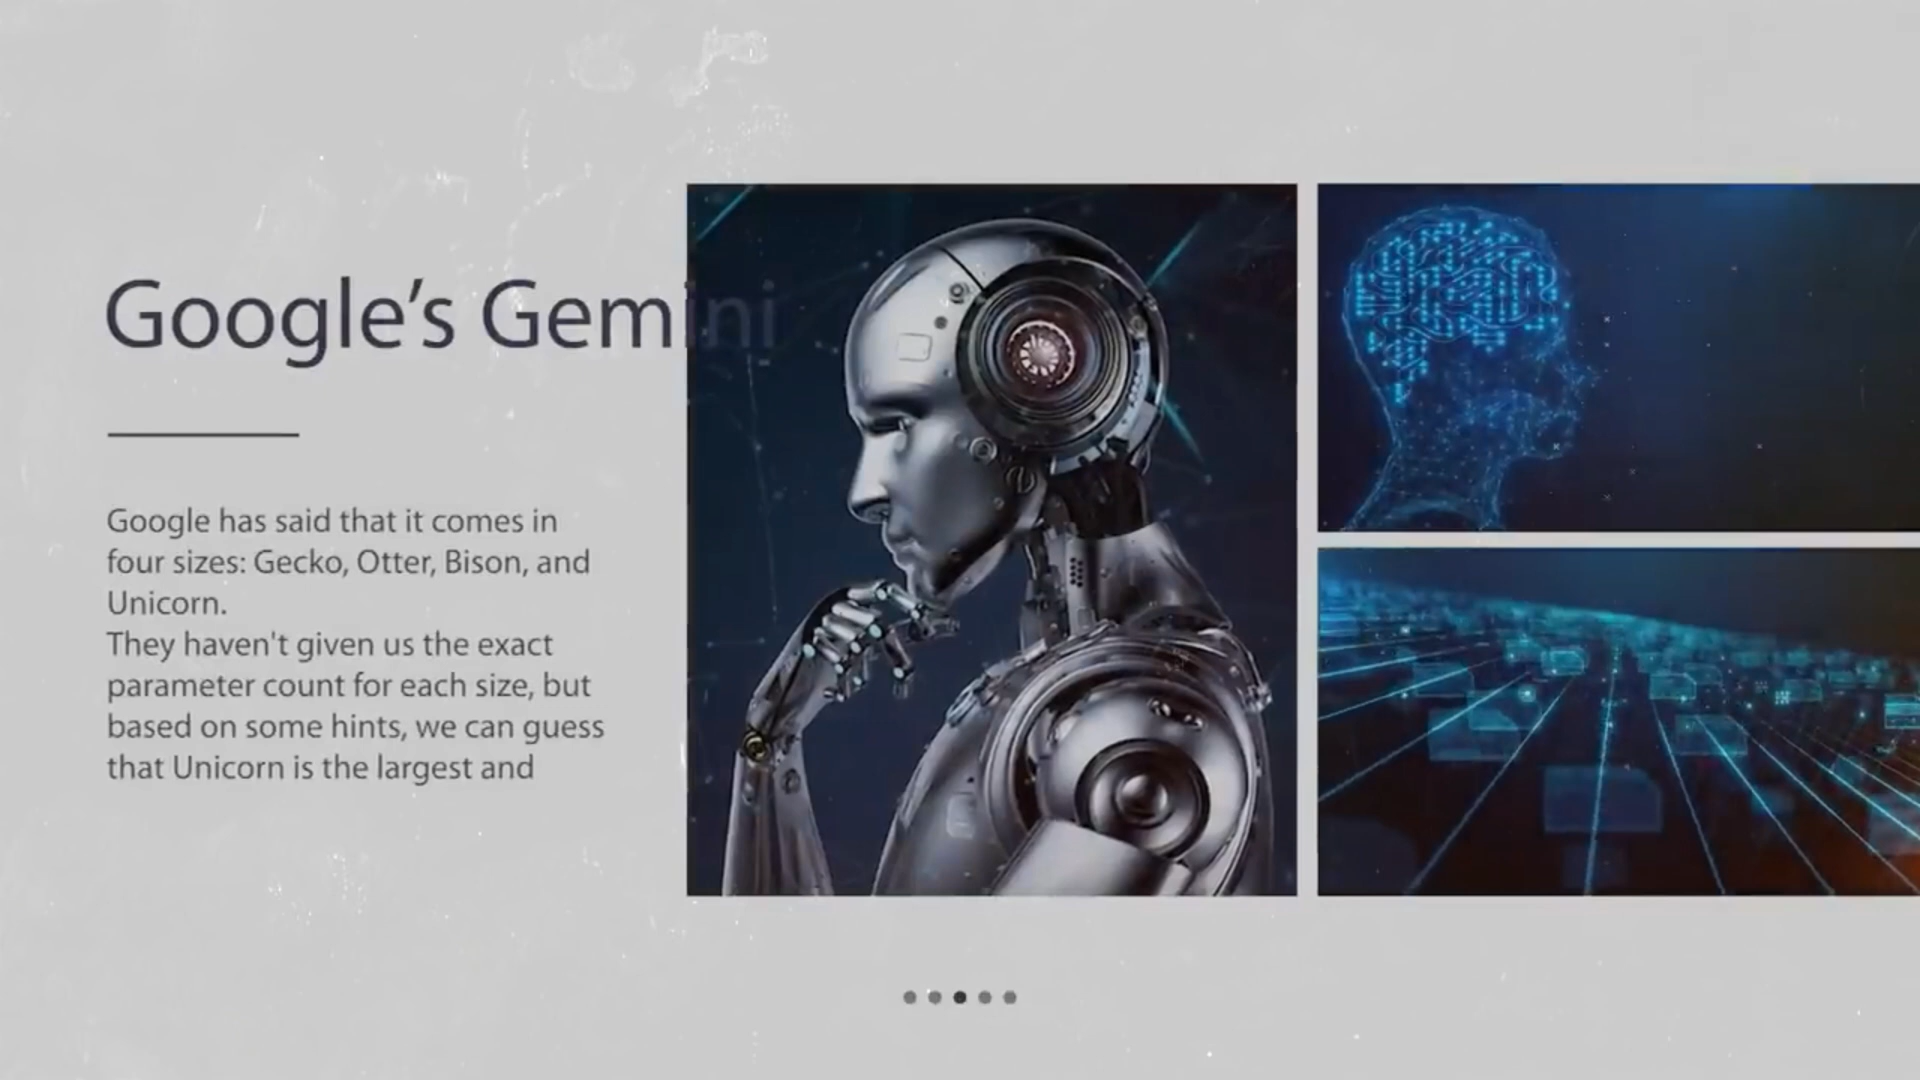 Google’s Gemini
Google has said that it comes in
four sizes: Gecko, Otter, Bison, and
Unicorn.
They haven't given us the exact
parameter count for each size, but
based on some hints, we can guess
that Unicorn is the largest and